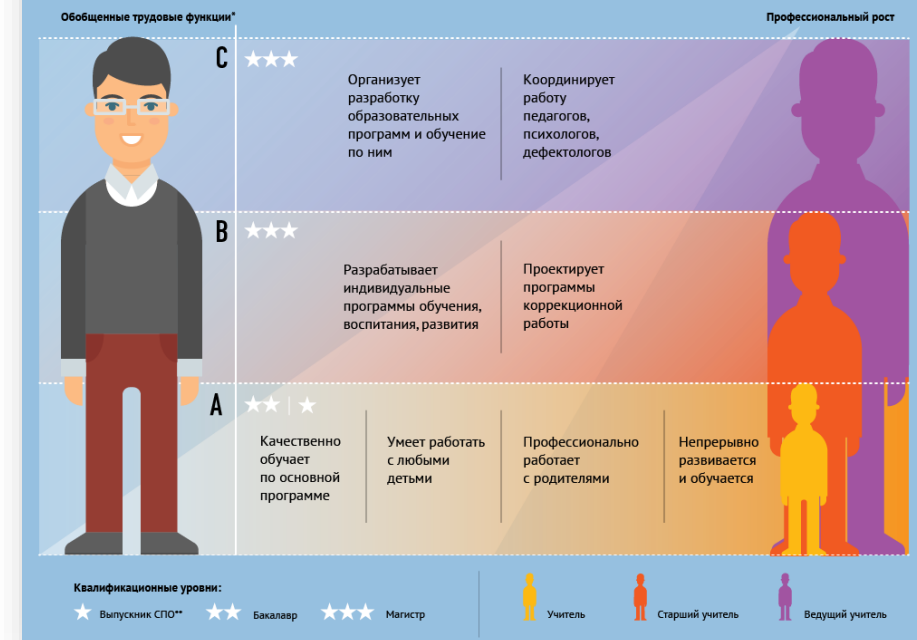 Обобщенные трудовые функции*
Профессиональный рост
C
Организует
разработку
образовательных
программ и обучение
по ним
Координирует
работу
педагогов,
психологов,
дефектологов
B
Разрабатывает
индивидуальные
программы обучения,
воспитания, развития
Проектирует
программы
коррекционной
работы
A
Качественно
обучает
по основной
программе
Умеет работать
с любыми
детьми
Профессионально
работает
с родителями
Непрерывно
развивается
и обучается
Квалификационные уровни:
Выпускник СПО**
Бакалавр
Магистр
Учитель
Старший учитель
Ведущий учитель